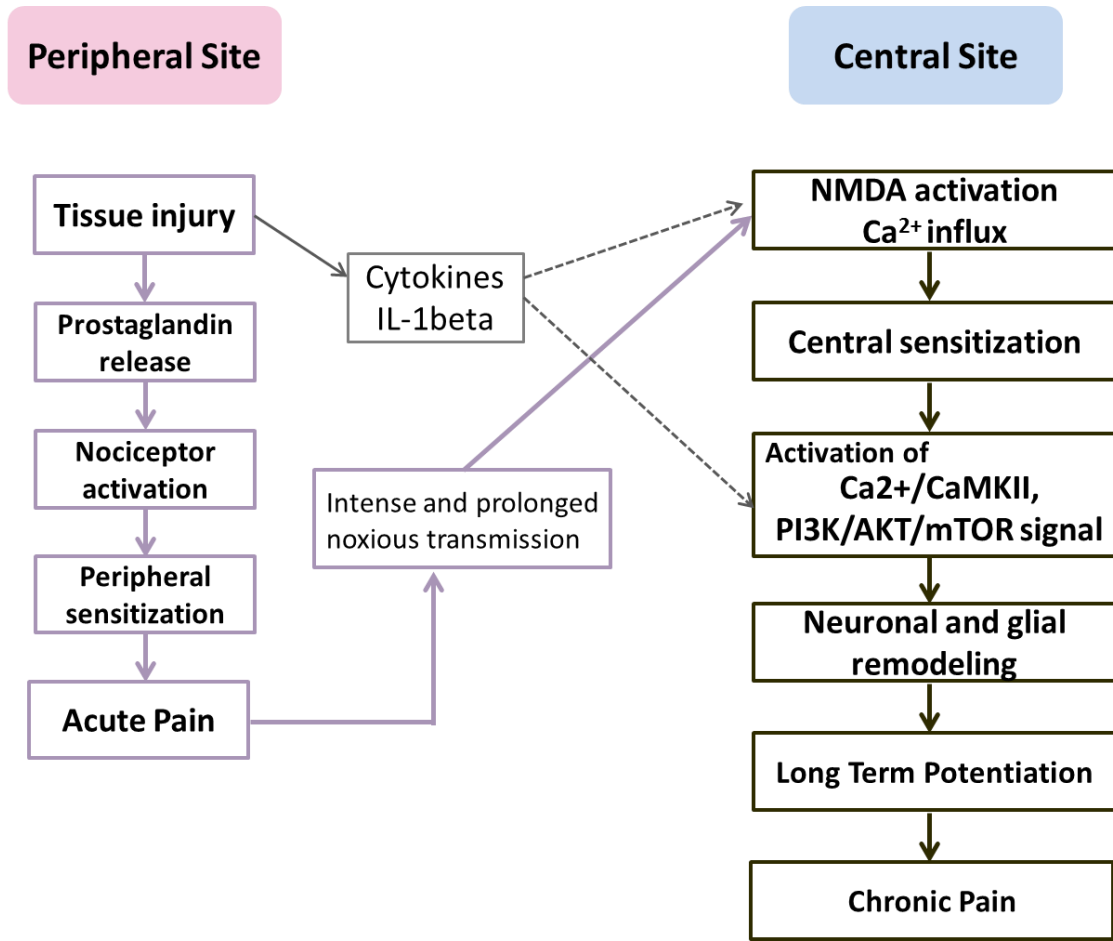 Peripheral Site
Central Site
Tissue injury
Prostaglandin
release
Nociceptor
activation
Peripheral
sensitization
Acute Pain
Cytokines
IL-1beta
Intense and prolonged
noxious transmission
NMDA activation
Ca²⁺ influx
Central sensitization
Activation of
Ca2+/CaMKII,
PI3K/AKT/mTOR signal
Neuronal and glial
remodeling
Long Term Potentiation
Chronic Pain